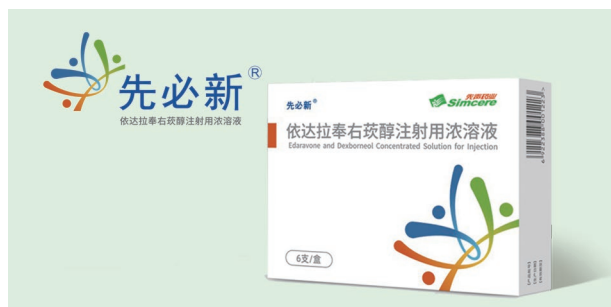 先必新®
依达拉奉右莰醇注射用浓溶液
先必新®
先声药业
Simcere
依达拉奉右莰醇注射用浓溶液
Edaravone and Dexborneol Concentrated Solution for Injection
6支/盒